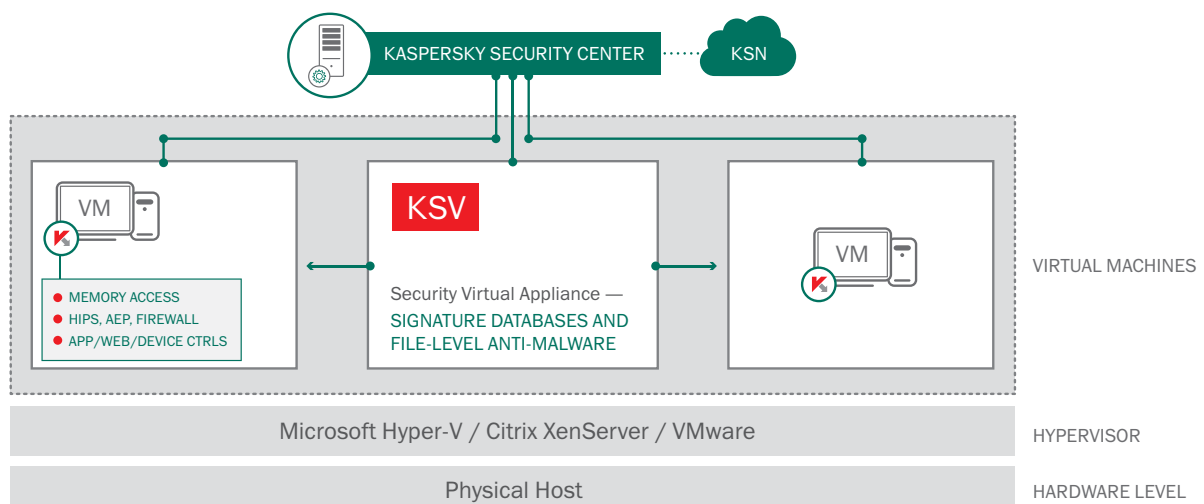 KASPERSKY SECURITY CENTER
KSN
VM
MEMORY ACCESS
HIPS, AEP, FIREWALL
APP/WEB/DEVICE CTRLS
KSV
Security Virtual Appliance —
SIGNATURE DATABASES AND
FILE-LEVEL ANTI-MALWARE
VM
VIRTUAL MACHINES
Microsoft Hyper-V / Citrix XenServer / VMware
HYPERVISOR
Physical Host
HARDWARE LEVEL